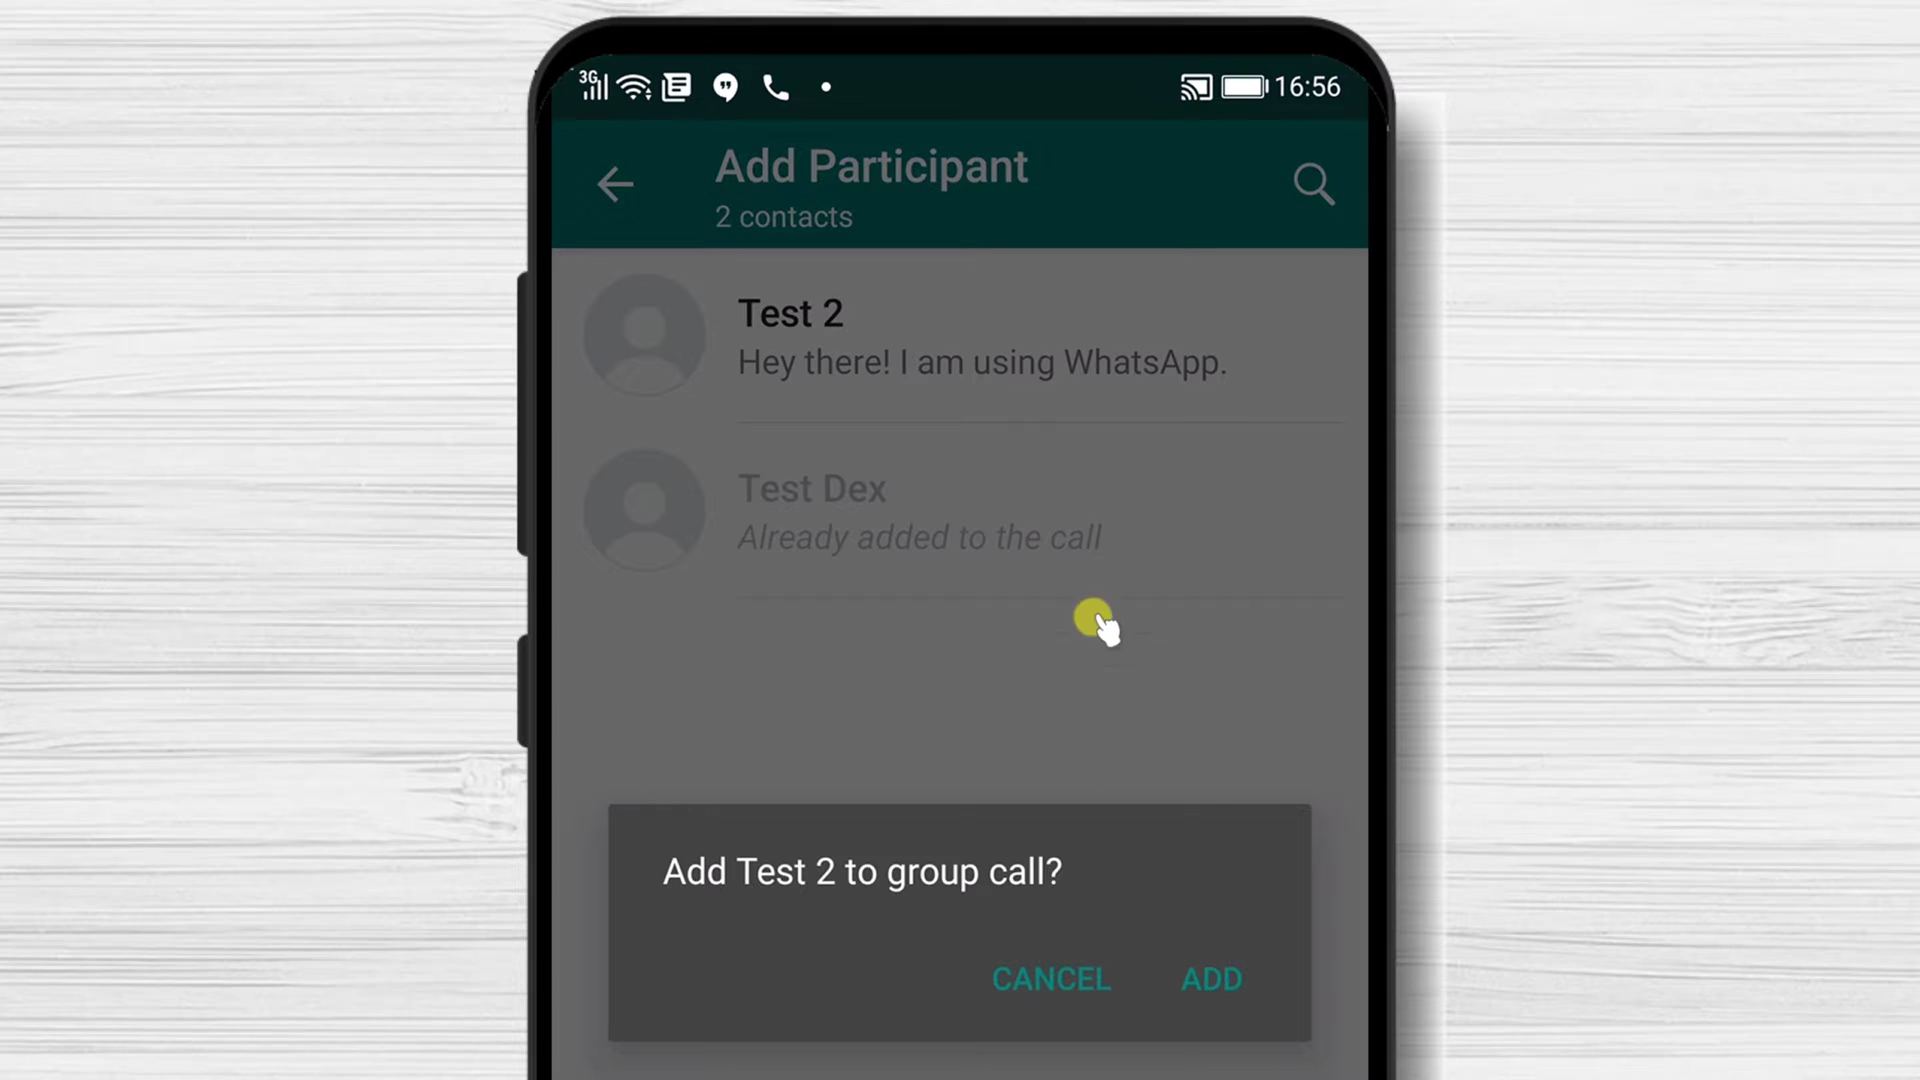 3G
16:56
Add Participant
2 contacts
Test 2
Hey there! I am using WhatsApp.
Test Dex
Already added to the call
Add Test 2 to group call?
CANCEL ADD